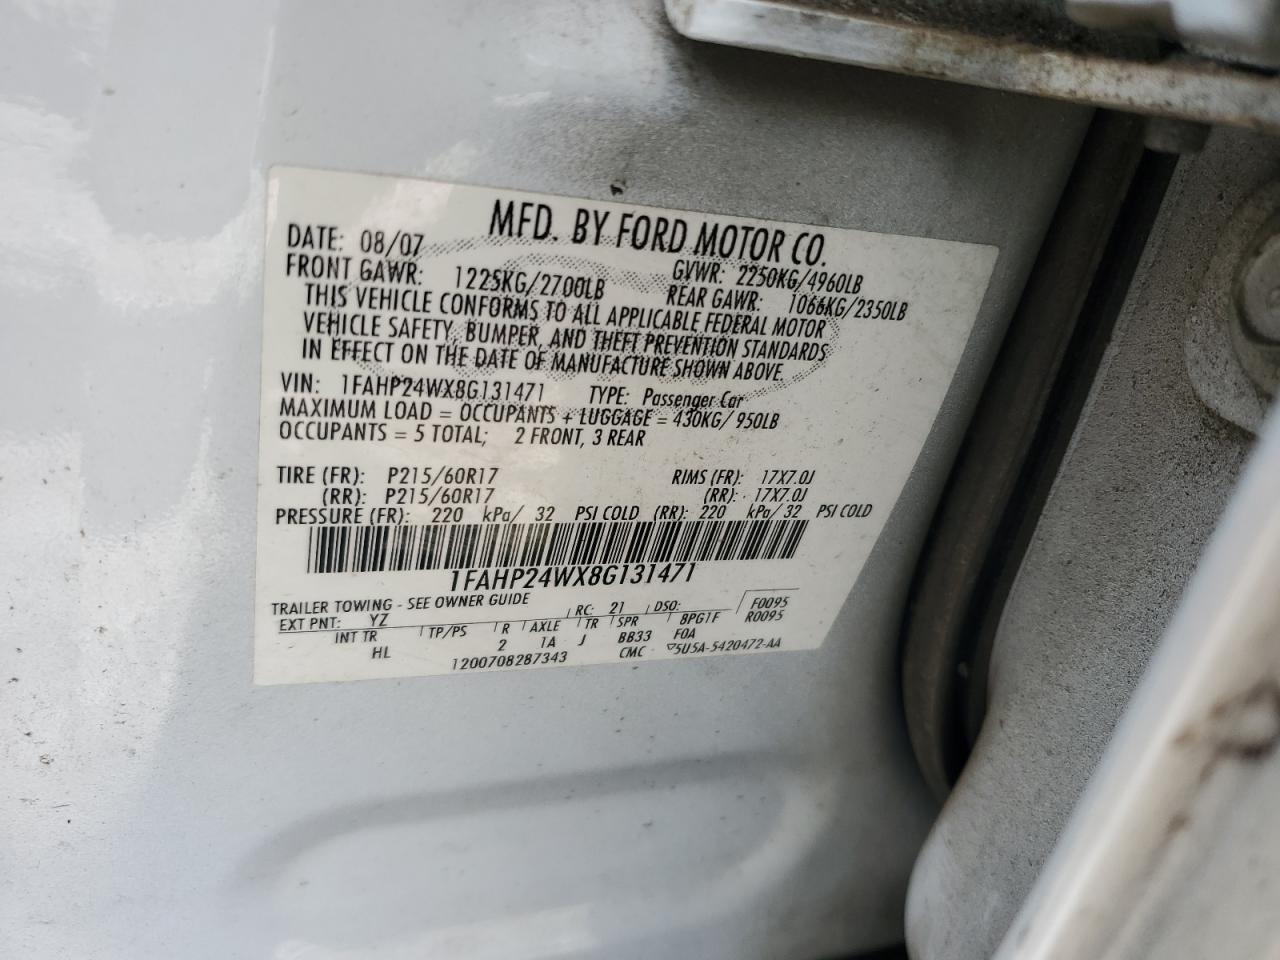 MFD. BY FORD MOTOR CO.
DATE: 08/07 GVWR: 2250KG/4960LB
FRONT GAWR: 1225KG/2700LB REAR GAWR: 1066KG/2350LB
THIS VEHICLE CONFORMS TO ALL APPLICABLE FEDERAL MOTOR
VEHICLE SAFETY, BUMPER, AND THEFT PREVENTION STANDARDS
IN EFFECT ON THE DATE OF MANUFACTURE SHOWN ABOVE.
VIN: 1FAHP24WX8G131471 TYPE: Passenger Car
MAXIMUM LOAD = OCCUPANTS + LUGGAGE = 430KG/ 950LB
OCCUPANTS = 5 TOTAL; 2 FRONT, 3 REAR
TIRE (FR): P215/60R17 RIMS (FR): 17X7.0J
(RR): P215/60R17 (RR): 17X7.0J
PRESSURE (FR): 220 kPa/ 32 PSI COLD (RR): 220 kPa/ 32 PSI COLD
1FAHP24WX8G131471
TRAILER TOWING - SEE OWNER GUIDE
EXT PNT: YZ RC: 21 DSO: F0095
R0095
INT TR TP/PS R AXLE TR SPR 8PG1F
HL 2 1A J BB33 F0A
1200708287343 CMC 5U5A-5420472-AA